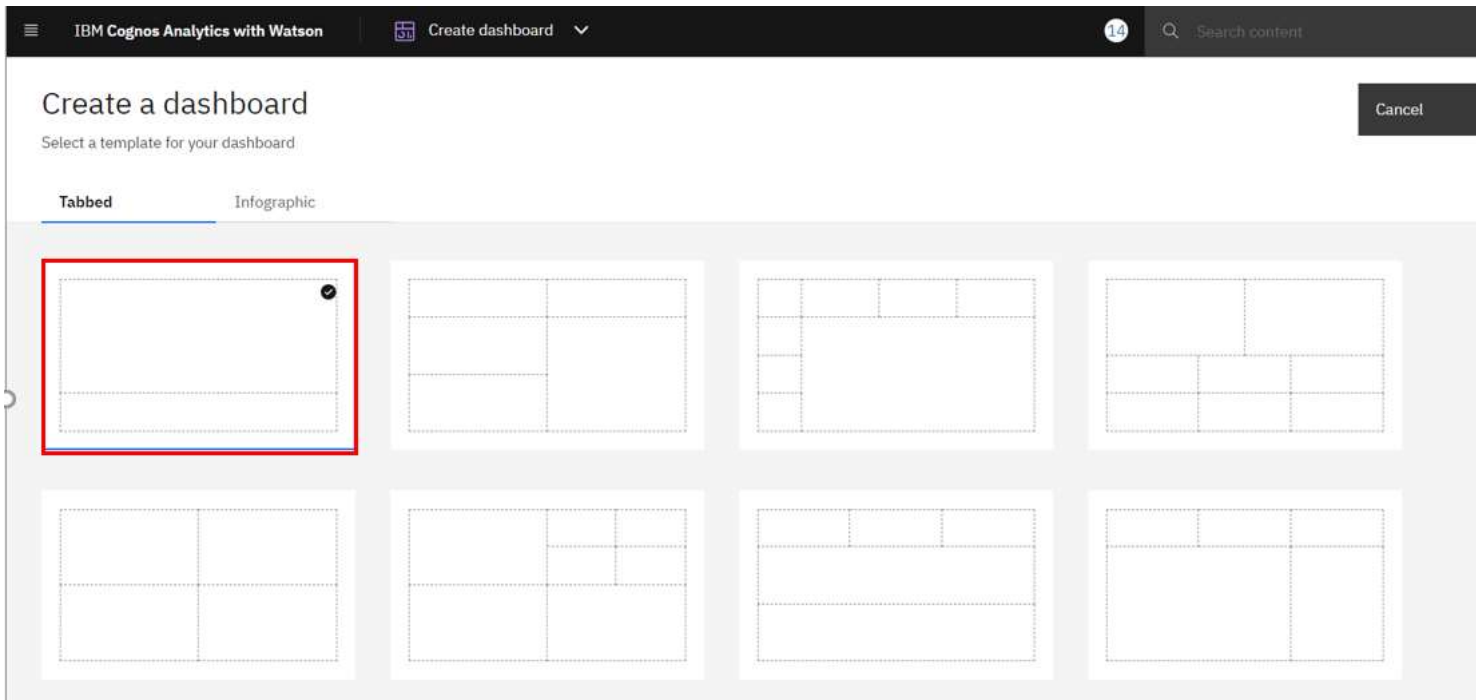 IBM Cognos Analytics with Watson
Create dashboard
14
Search content
Create a dashboard
Cancel
Select a template for your dashboard
Tabbed
Infographic